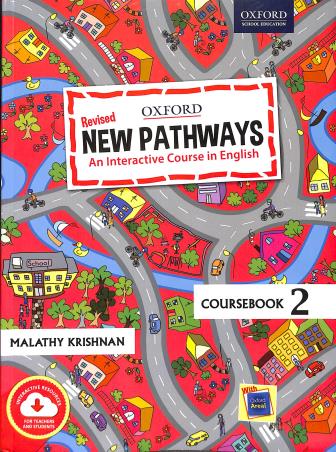 OXFORD
SCHOOL EDUCATION
OXFORD
Revised
NEW PATHWAYS
An Interactive Course in English
School
COURSEBOOK 2
MALATHY KRISHNAN
INTERACTIVE RESOURCES
FOR TEACHERS
AND STUDENTS
With
Oxford
Areal